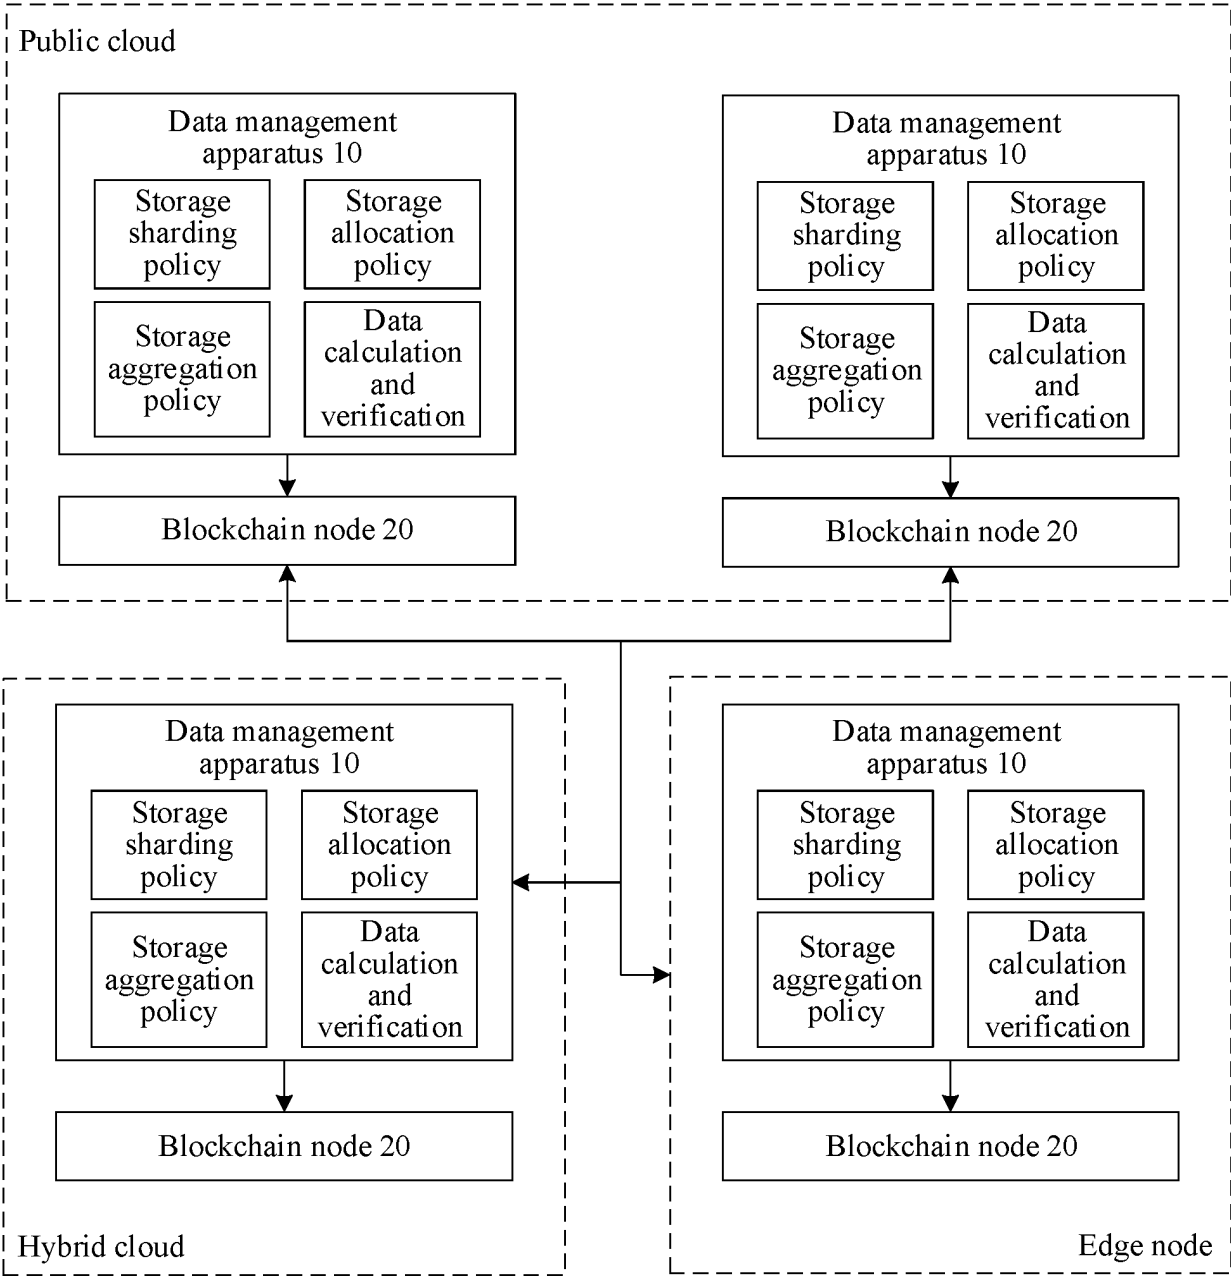 Public cloud
Data management
apparatus 10
Storage
sharding
policy
Storage
allocation
policy
Storage
aggregation
policy
Data
calculation
and
verification
Blockchain node 20
Data management
apparatus 10
Storage
sharding
policy
Storage
allocation
policy
Storage
aggregation
policy
Data
calculation
and
verification
Blockchain node 20
Data management
apparatus 10
Storage
sharding
policy
Storage
allocation
policy
Storage
aggregation
policy
Data
calculation
and
verification
Blockchain node 20
Hybrid cloud
Data management
apparatus 10
Storage
sharding
policy
Storage
allocation
policy
Storage
aggregation
policy
Data
calculation
and
verification
Blockchain node 20
Edge node